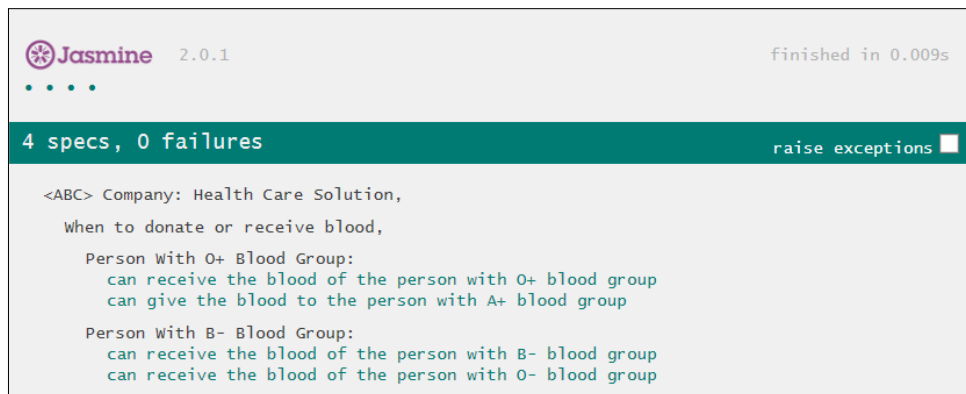 Jasmine 2.0.1 finished in 0.009s
4 specs, 0 failures raise exceptions
<ABC> Company: Health Care Solution,
When to donate or receive blood,
Person With O+ Blood Group:
can receive the blood of the person with O+ blood group
can give the blood to the person with A+ blood group
Person With B- Blood Group:
can receive the blood of the person with B- blood group
can receive the blood of the person with O- blood group